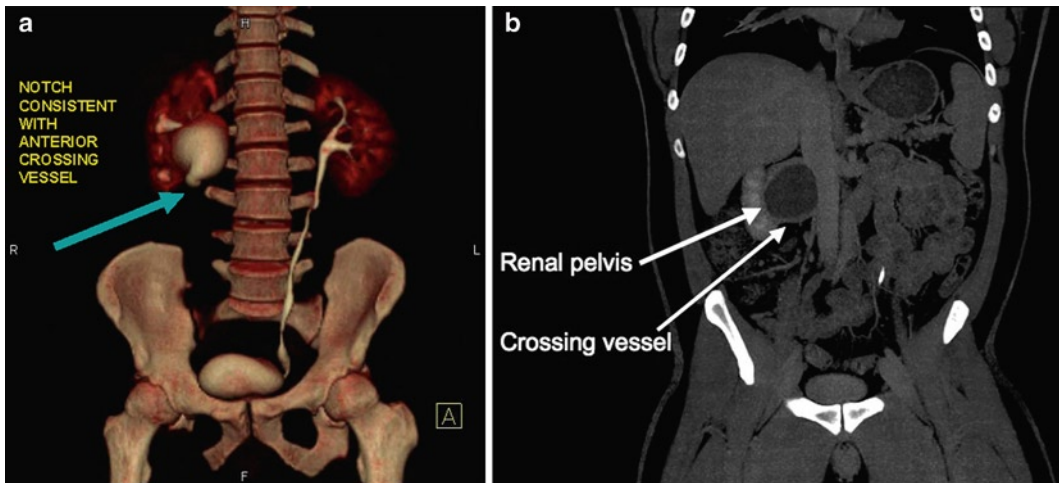 a
H
NOTCH
CONSISTENT
WITH
ANTERIOR
CROSSING
VESSEL
R
L
A
F
b
Renal pelvis
Crossing vessel